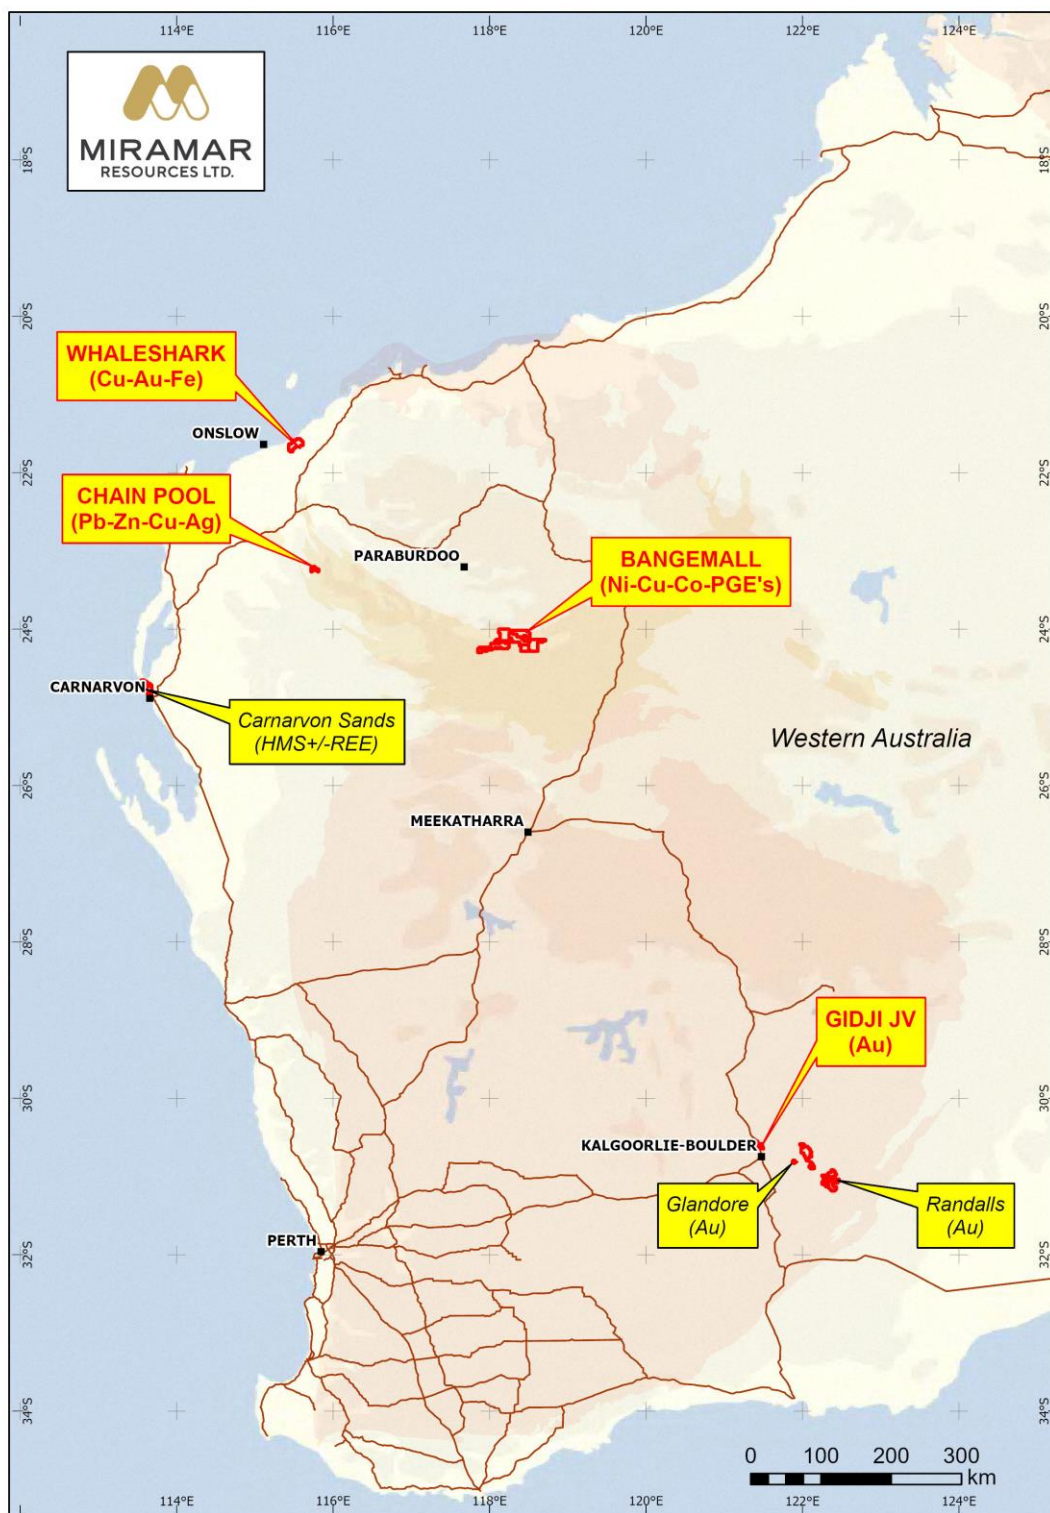 114°E
116°E
118°E
120°E
122°E
124°E
MIRAMAR
RESOURCES LTD.
18°S
18°S
20°S
20°S
WHALESHARK
(Cu-Au-Fe)
ONSLOW
22°S
22°S
CHAIN POOL
(Pb-Zn-Cu-Ag)
PARABURDOO
BANGEMALL
(Ni-Cu-Co-PGE's)
24°S
24°S
CARNARVON
Carnarvon Sands
(HMS+/-REE)
Western Australia
26°S
26°S
MEEKATHARRA
28°S
28°S
GIDJI JV
(Au)
30°S
30°S
KALGOORLIE-BOULDER
Glandore
(Au)
Randalls
(Au)
PERTH
32°S
32°S
34°S
34°S
0
100
200
300
km
114°E
116°E
118°E
120°E
122°E
124°E